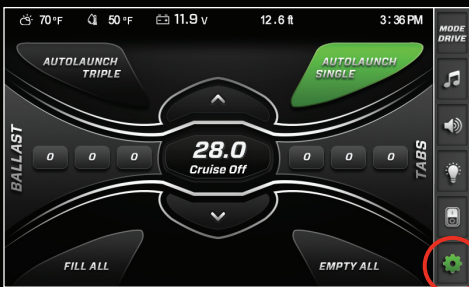 70°F 50°F 11.9 V 12.6 ft 3:36 PM
MODE
DRIVE
AUTOLAUNCH
TRIPLE
AUTOLAUNCH
SINGLE
BALLAST
0 0 0
28.0
Cruise Off
0 0 0
TABS
FILL ALL
EMPTY ALL